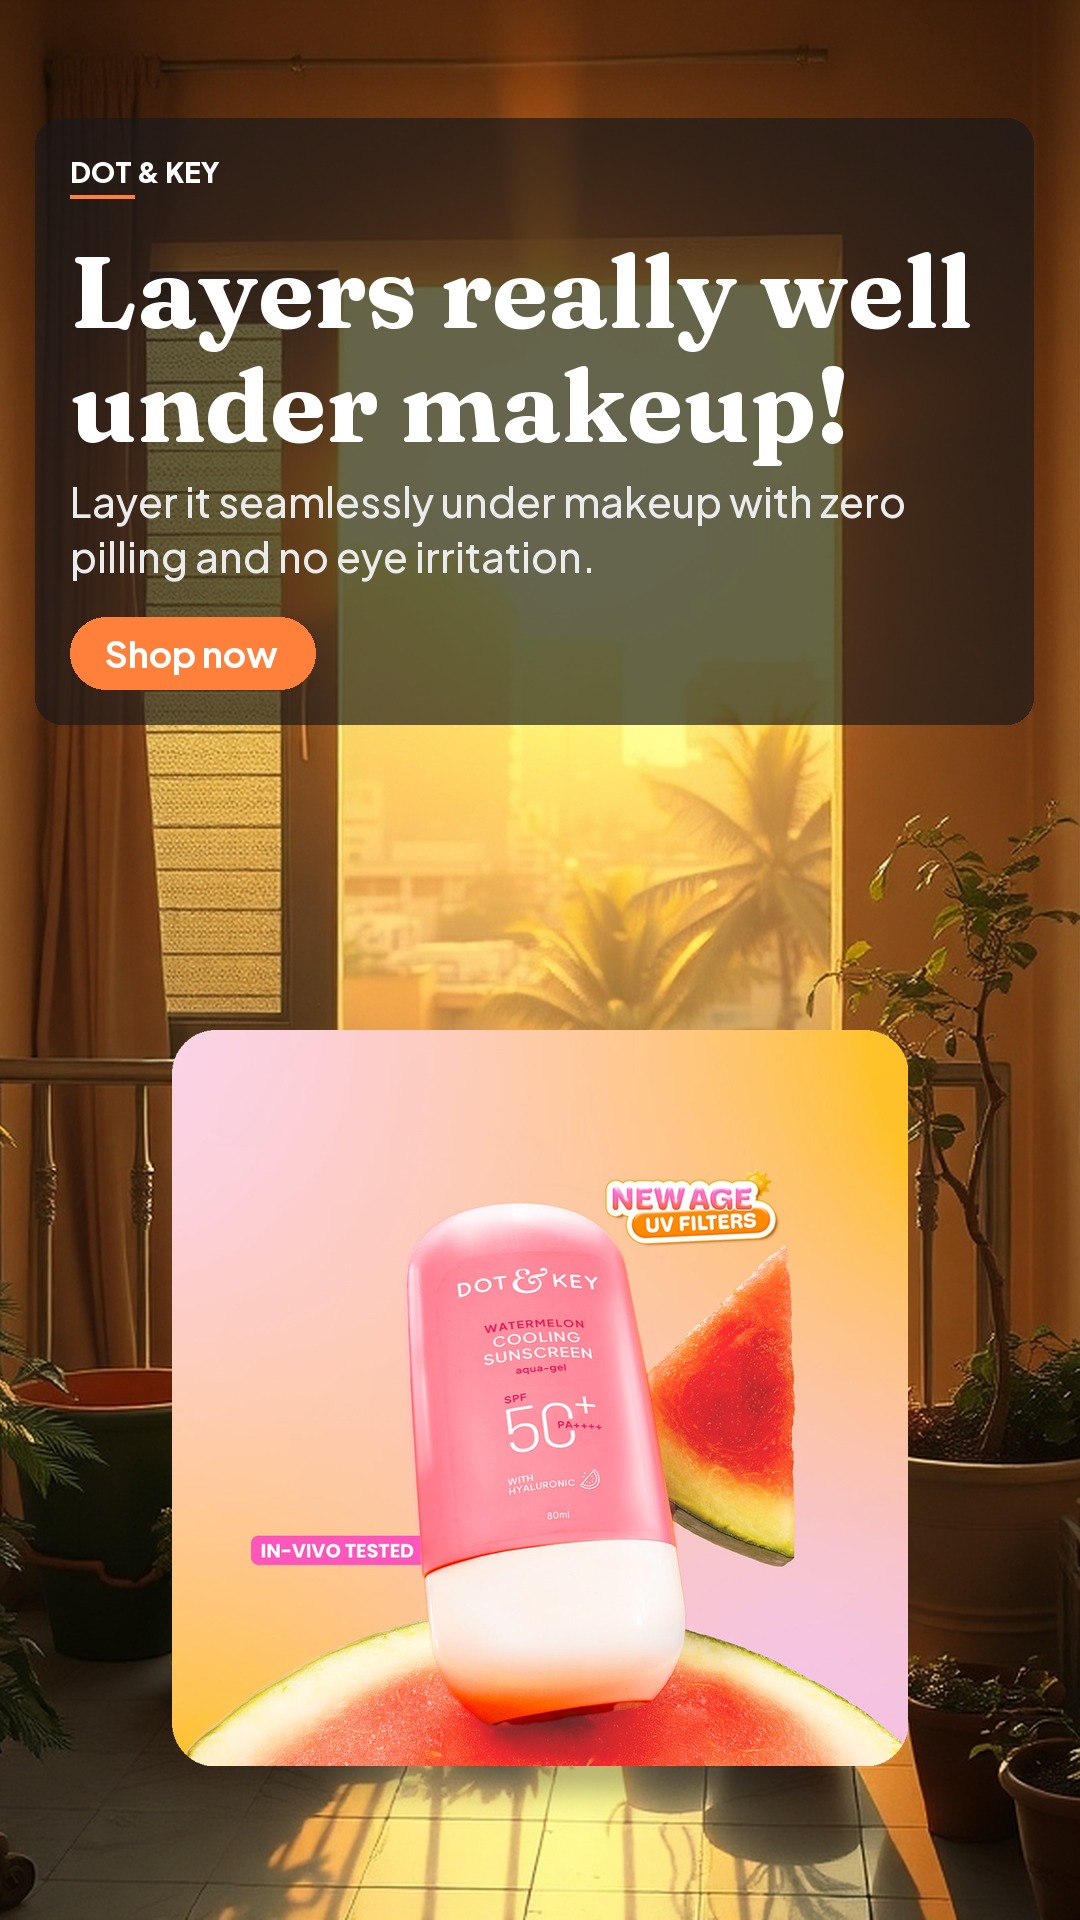 DOT & KEY
Layers really well
under makeup!
Layer it seamlessly under makeup with zero
pilling and no eye irritation.
Shop now
NEW AGE
UV FILTERS
DOT & KEY
WATERMELON
COOLING
SUNSCREEN
aqua-gel
SPF
50+
PA++++
WITH
HYALURONIC
80ml
IN-VIVO TESTED